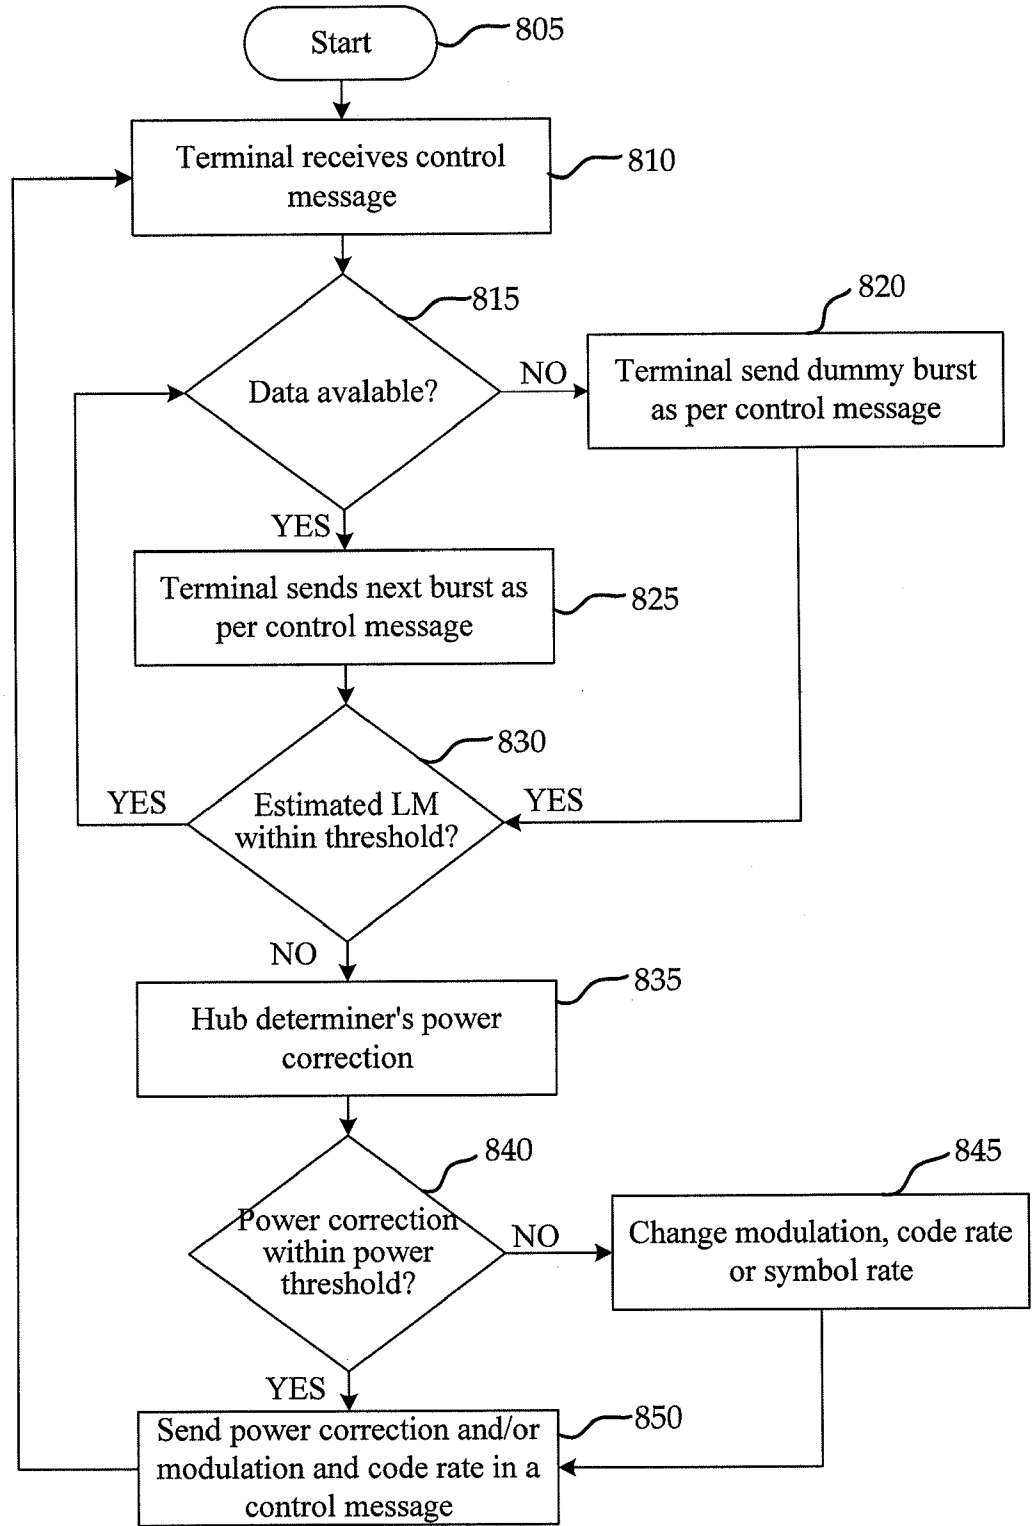 Start
805
Terminal receives control
message
810
815
Data avalable?
NO
820
Terminal send dummy burst
as per control message
YES
Terminal sends next burst as
per control message
825
830
Estimated LM
within threshold?
YES
YES
NO
835
Hub determiner's power
correction
840
Power correction
within power
threshold?
NO
845
Change modulation, code rate
or symbol rate
YES
850
Send power correction and/or
modulation and code rate in a
control message